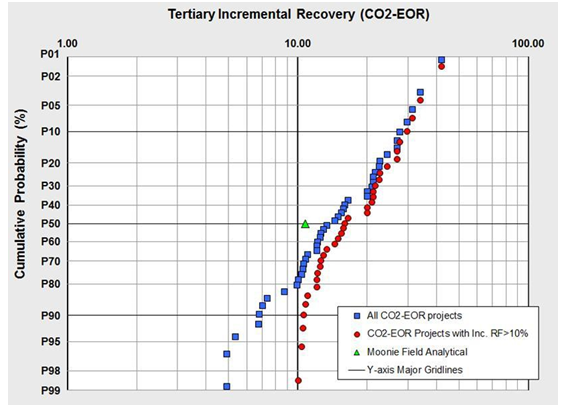 Tertiary Incremental Recovery (CO2-EOR)
1.00 10.00 100.00
Cumulative Probability (%)
P01
P02
P05
P10
P20
P30
P40
P50
P60
P70
P80
P90
P95
P98
P99
All CO2-EOR projects
CO2-EOR Projects with Inc. RF>10%
Moonie Field Analytical
Y-axis Major Gridlines